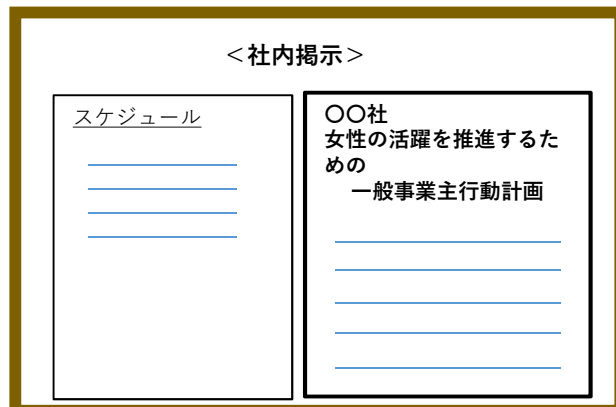 ＜社内掲示＞
スケジュール
〇〇社
女性の活躍を推進するた
めの
一般事業主行動計画